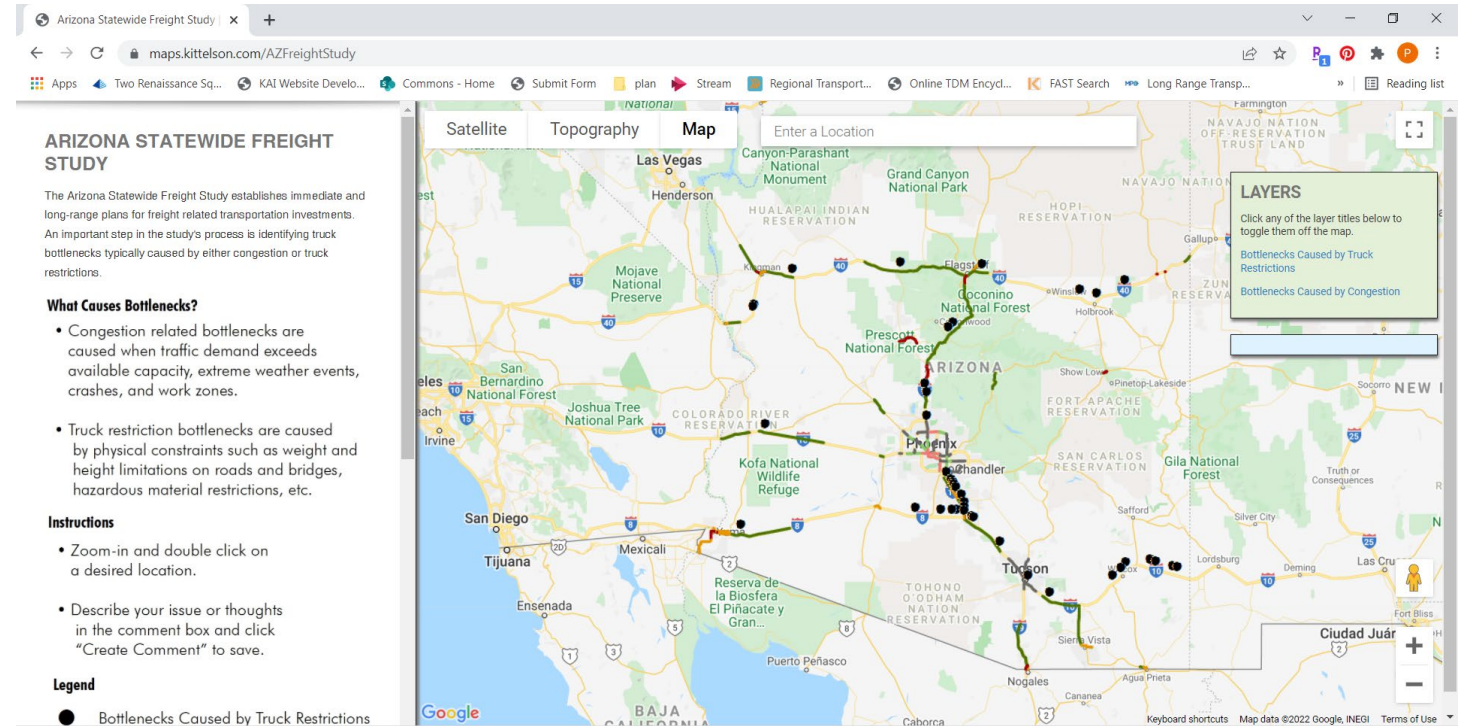 Arizona Statewide Freight Study |
maps.kittelson.com/AZFreightStudy
Apps
Two Renaissance Sq...
KAI Website Develo...
Commons - Home
Submit Form
plan
Stream
Regional Transport...
Online TDM Encycl...
FAST Search
Long Range Transp...
»
Reading list
ARIZONA STATEWIDE FREIGHT
STUDY
The Arizona Statewide Freight Study establishes immediate and
long-range plans for freight related transportation investments.
An important step in the study's process is identifying truck
bottlenecks typically caused by either congestion or truck
restrictions.
What Causes Bottlenecks?
• Congestion related bottlenecks are
caused when traffic demand exceeds
available capacity, extreme weather events,
crashes, and work zones.
• Truck restriction bottlenecks are caused
by physical constraints such as weight and
height limitations on roads and bridges,
hazardous material restrictions, etc.
Instructions
• Zoom-in and double click on
a desired location.
• Describe your issue or thoughts
in the comment box and click
“Create Comment” to save.
Legend
Bottlenecks Caused by Truck Restrictions
Satellite
Topography
Map
Enter a Location
LAYERS
Click any of the layer titles below to
toggle them off the map.
Bottlenecks Caused by Truck
Restrictions
Bottlenecks Caused by Congestion
National
Farmington
NAVAJO NATION
OFF-RESERVATION
TRUST LAND
Las Vegas
Henderson
Canyon-Parashant
National
Monument
Grand Canyon
National Park
NAVAJO NATION
HUALAPAI INDIAN
RESERVATION
HOPI
RESERVATION
Gallup
Mojave
National
Preserve
Kingman
Flagstaff
Coconino
National Forest
Winslow
Holbrook
Prescott
National Forest
ARIZONA
Show Low
Pinetop-Lakeside
Socorro
NEW
San
Bernardino
National Forest
Joshua Tree
National Park
COLORADO RIVER
RESERVATION
FORT APACHE
RESERVATION
Irvine
Phoenix
Chandler
SAN CARLOS
RESERVATION
Gila National
Forest
Truth or
Consequences
Kofa National
Wildlife
Refuge
San Diego
Tijuana
Mexicali
Yuma
Safford
Silver City
Lordsburg
Deming
Las Cru
Tucson
Reserva de
la Biosfera
El Piñacate y
Gran...
TOHONO
O'ODHAM
NATION
RESERVATION
Ensenada
Sierra Vista
Fort Bliss
Ciudad Juár
Puerto Peñasco
Nogales
Agua Prieta
Cananea
Caborca
BAJA
CALIFORNIA
Google
Keyboard shortcuts
Map data ©2022 Google, INEGI
Terms of Use